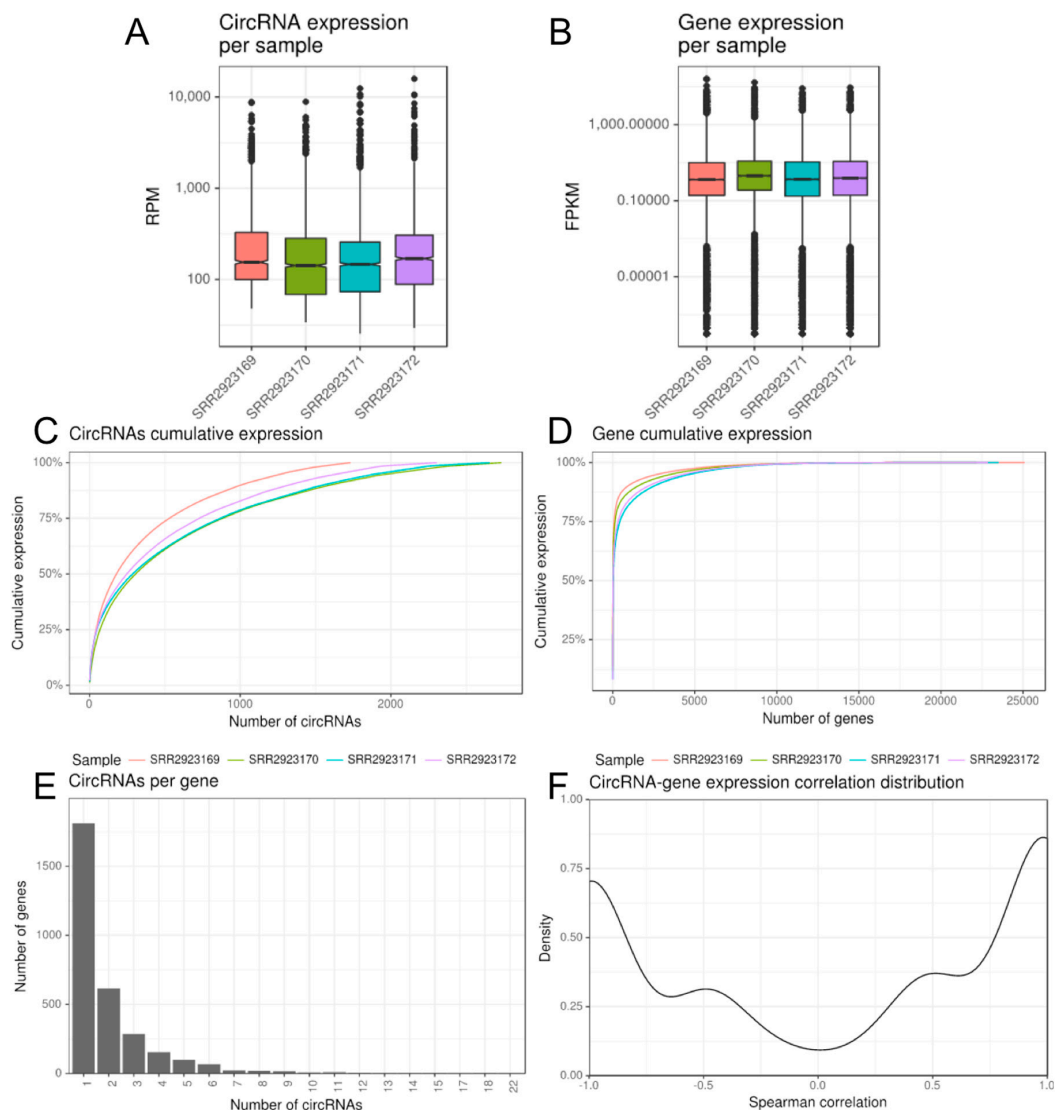 A
CircRNA expression
per sample
RPM
10,000
1,000
100
SRR2923169
SRR2923170
SRR2923171
SRR2923172
B
Gene expression
per sample
FPKM
1,000.00000
0.10000
0.00001
SRR2923169
SRR2923170
SRR2923171
SRR2923172
C CircRNAs cumulative expression
Cumulative expression
100%
75%
50%
25%
0%
0 1000 2000
Number of circRNAs
Sample SRR2923169 SRR2923170 SRR2923171 SRR2923172
D Gene cumulative expression
Cumulative expression
100%
75%
50%
25%
0 5000 10000 15000 20000 25000
Number of genes
Sample SRR2923169 SRR2923170 SRR2923171 SRR2923172
E CircRNAs per gene
Number of genes
1500
1000
500
0
1 2 3 4 5 6 7 8 9 10 11 12 13 14 15 17 18 19 22
Number of circRNAs
F CircRNA-gene expression correlation distribution
Density
1.00
0.75
0.50
0.25
0.00
-1.0 -0.5 0.0 0.5 1.0
Spearman correlation